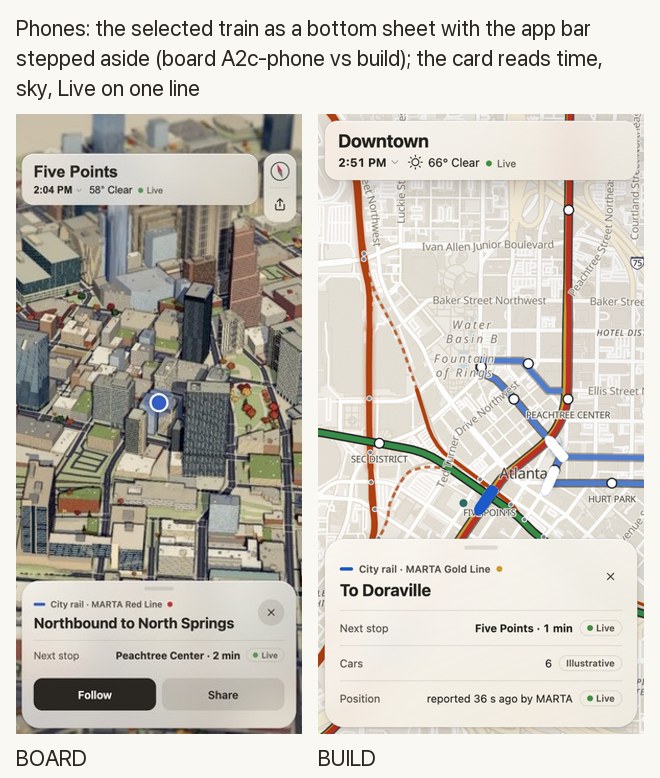 Phones: the selected train as a bottom sheet with the app bar
stepped aside (board A2c-phone vs build); the card reads time,
sky, Live on one line
Five Points
2:04 PM 58° Clear Live
City rail · MARTA Red Line
Northbound to North Springs
Next stop Peachtree Center · 2 min Live
Follow Share
BOARD
Downtown
2:51 PM 66° Clear Live
Luckie St
Peachtree Street Northeast
Courtland Stre
75
Ivan Allen Junior Boulevard
Baker Street Northwest
Baker Stree
Water
Basin B
HOTEL DIS
Fountain
of Rings
Ellis Street
PEACHTREE CENTER
Ted Turner Drive Northwest
SEC DISTRICT
Atlanta
HURT PARK
FIVE POINTS
City rail · MARTA Gold Line
To Doraville
Next stop Five Points · 1 min Live
Cars 6 Illustrative
Position reported 36 s ago by MARTA Live
BUILD